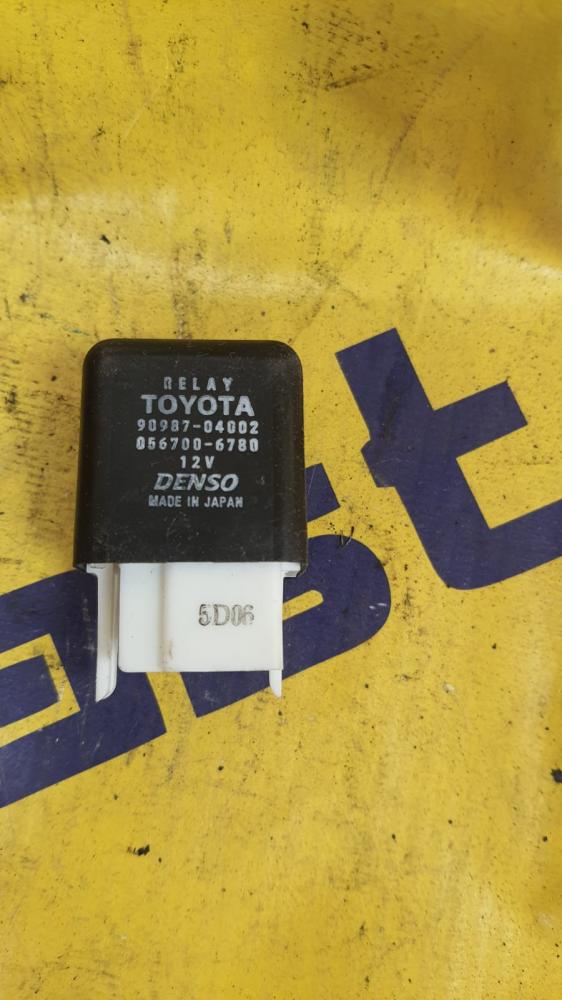 RELAY
TOYOTA
90987-04002
056700-6780
12V
DENSO
MADE IN JAPAN
5D06